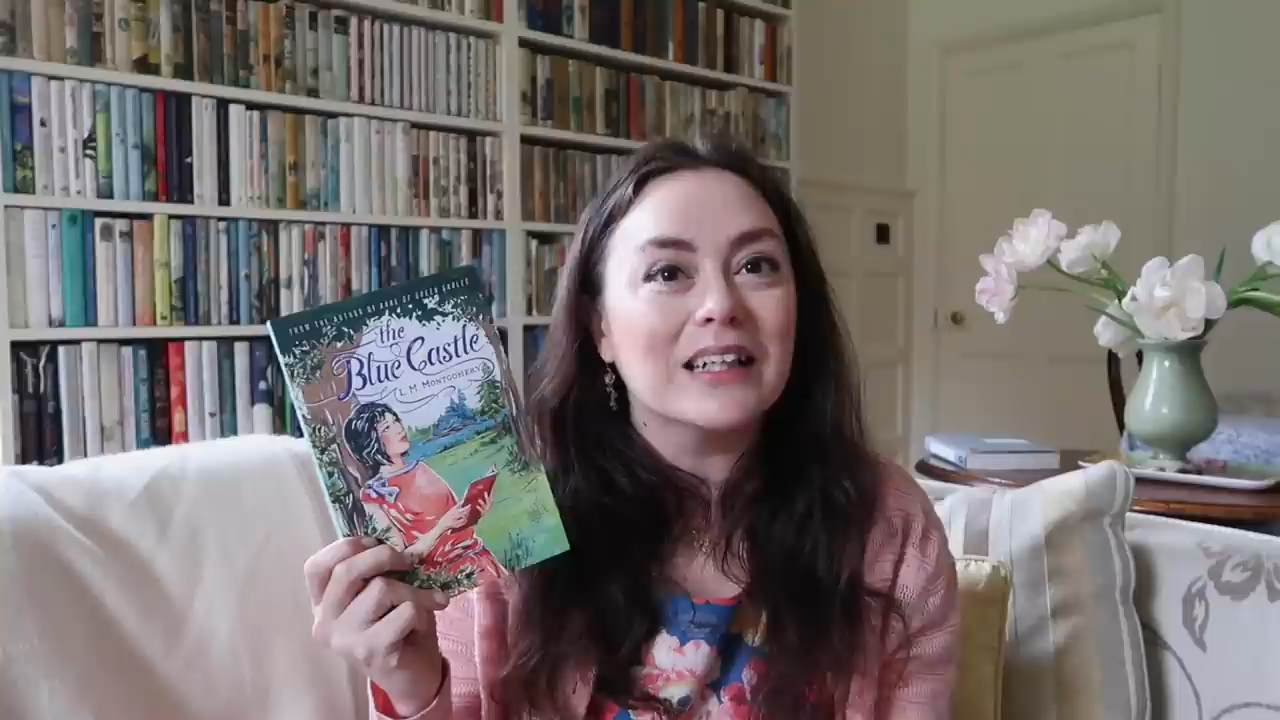 FROM THE AUTHOR OF ANNE OF GREEN GABLES
the
Blue Castle
L. M. MONTGOMERY